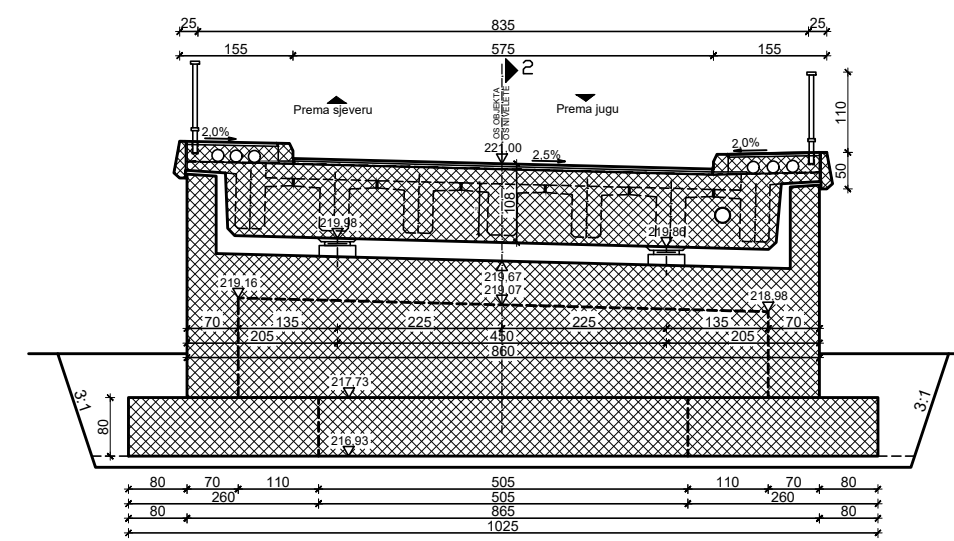 25 835 25
155 575 155
2
Prema sjeveru
Prema jugu
OS OBJEKTA
OS NIVELETE
110
2,0%
221,00
2,5%
2,0%
50
108
219,98
219,86
219,67
219,07
219,16
218,98
70 135 225 225 135 70
205 450 205
860
3:1
3:1
217,73
80
216,93
80 70 110 505 110 70 80
260 505 260
80 865 80
1025